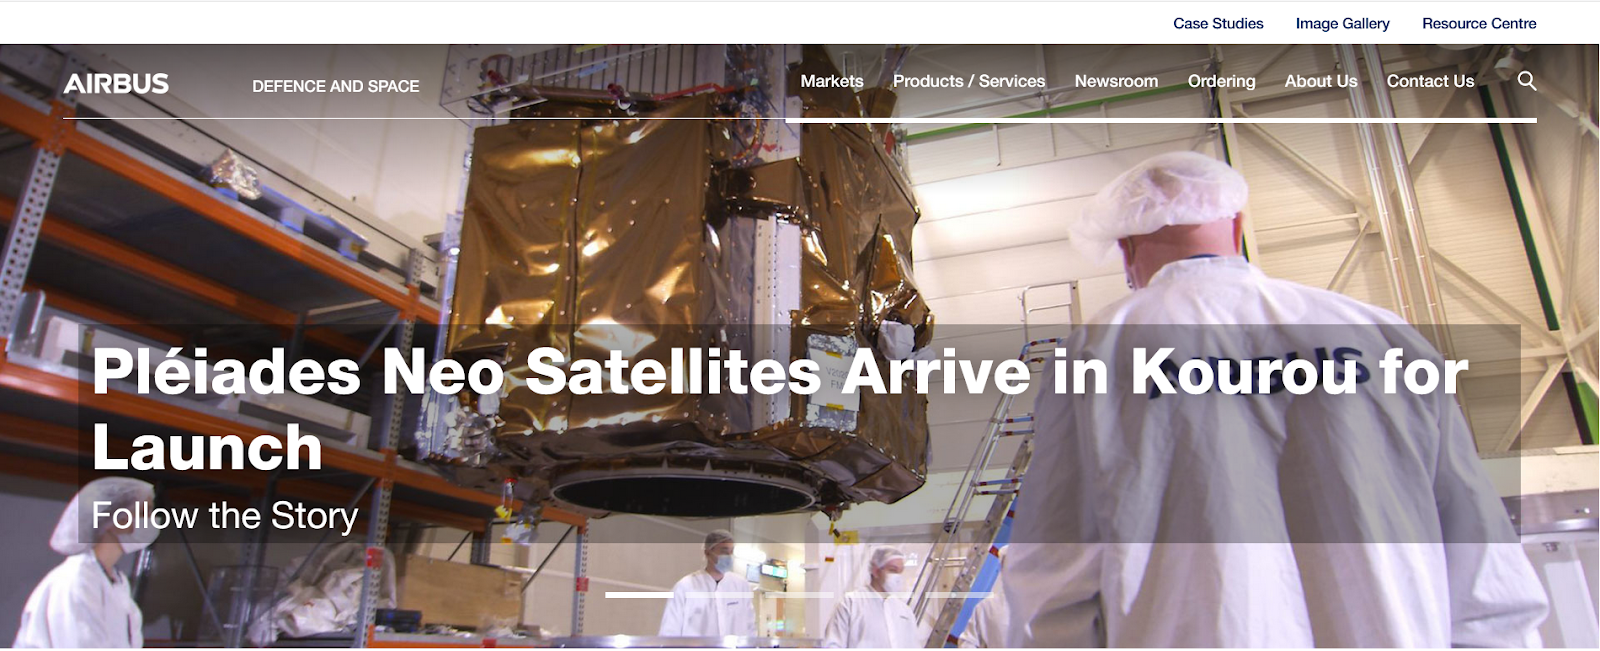 Case Studies Image Gallery Resource Centre
AIRBUS DEFENCE AND SPACE Markets Products / Services Newsroom Ordering About Us Contact Us
Pléiades Neo Satellites Arrive in Kourou for
Launch
Follow the Story